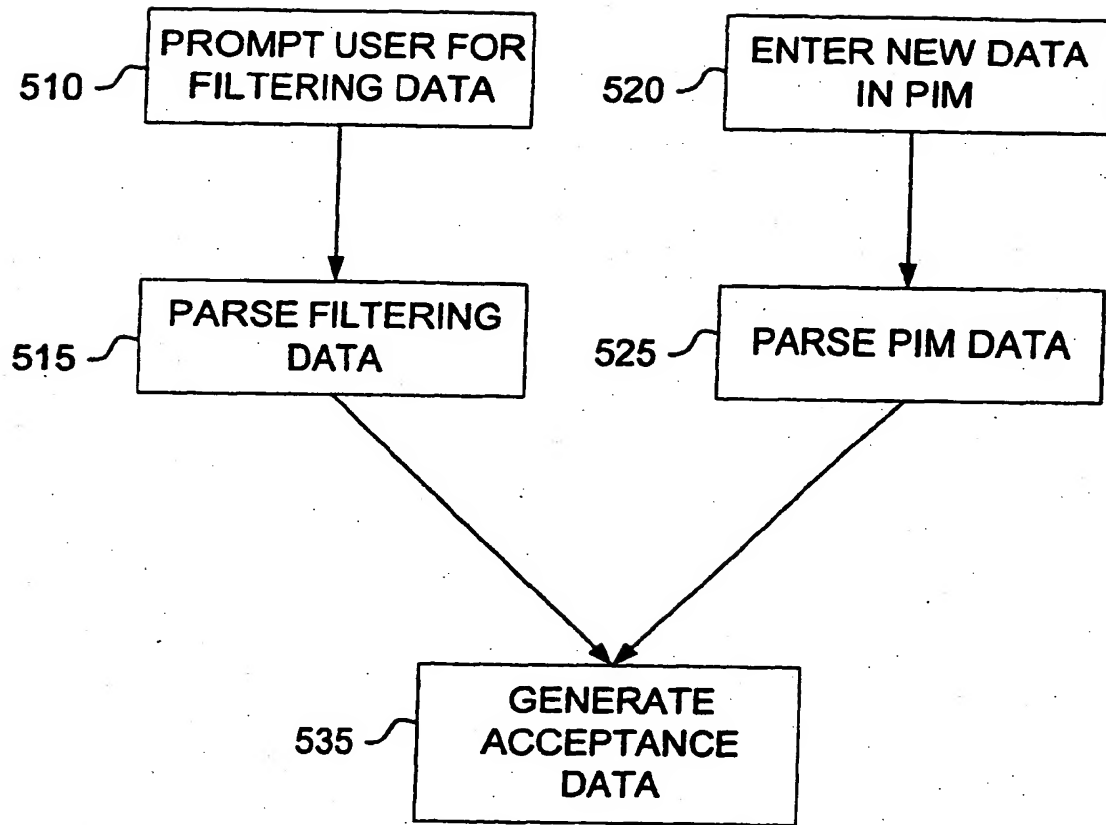 PROMPT USER FOR
FILTERING DATA
510
ENTER NEW DATA
IN PIM
520
PARSE FILTERING
DATA
515
PARSE PIM DATA
525
GENERATE
ACCEPTANCE
DATA
535